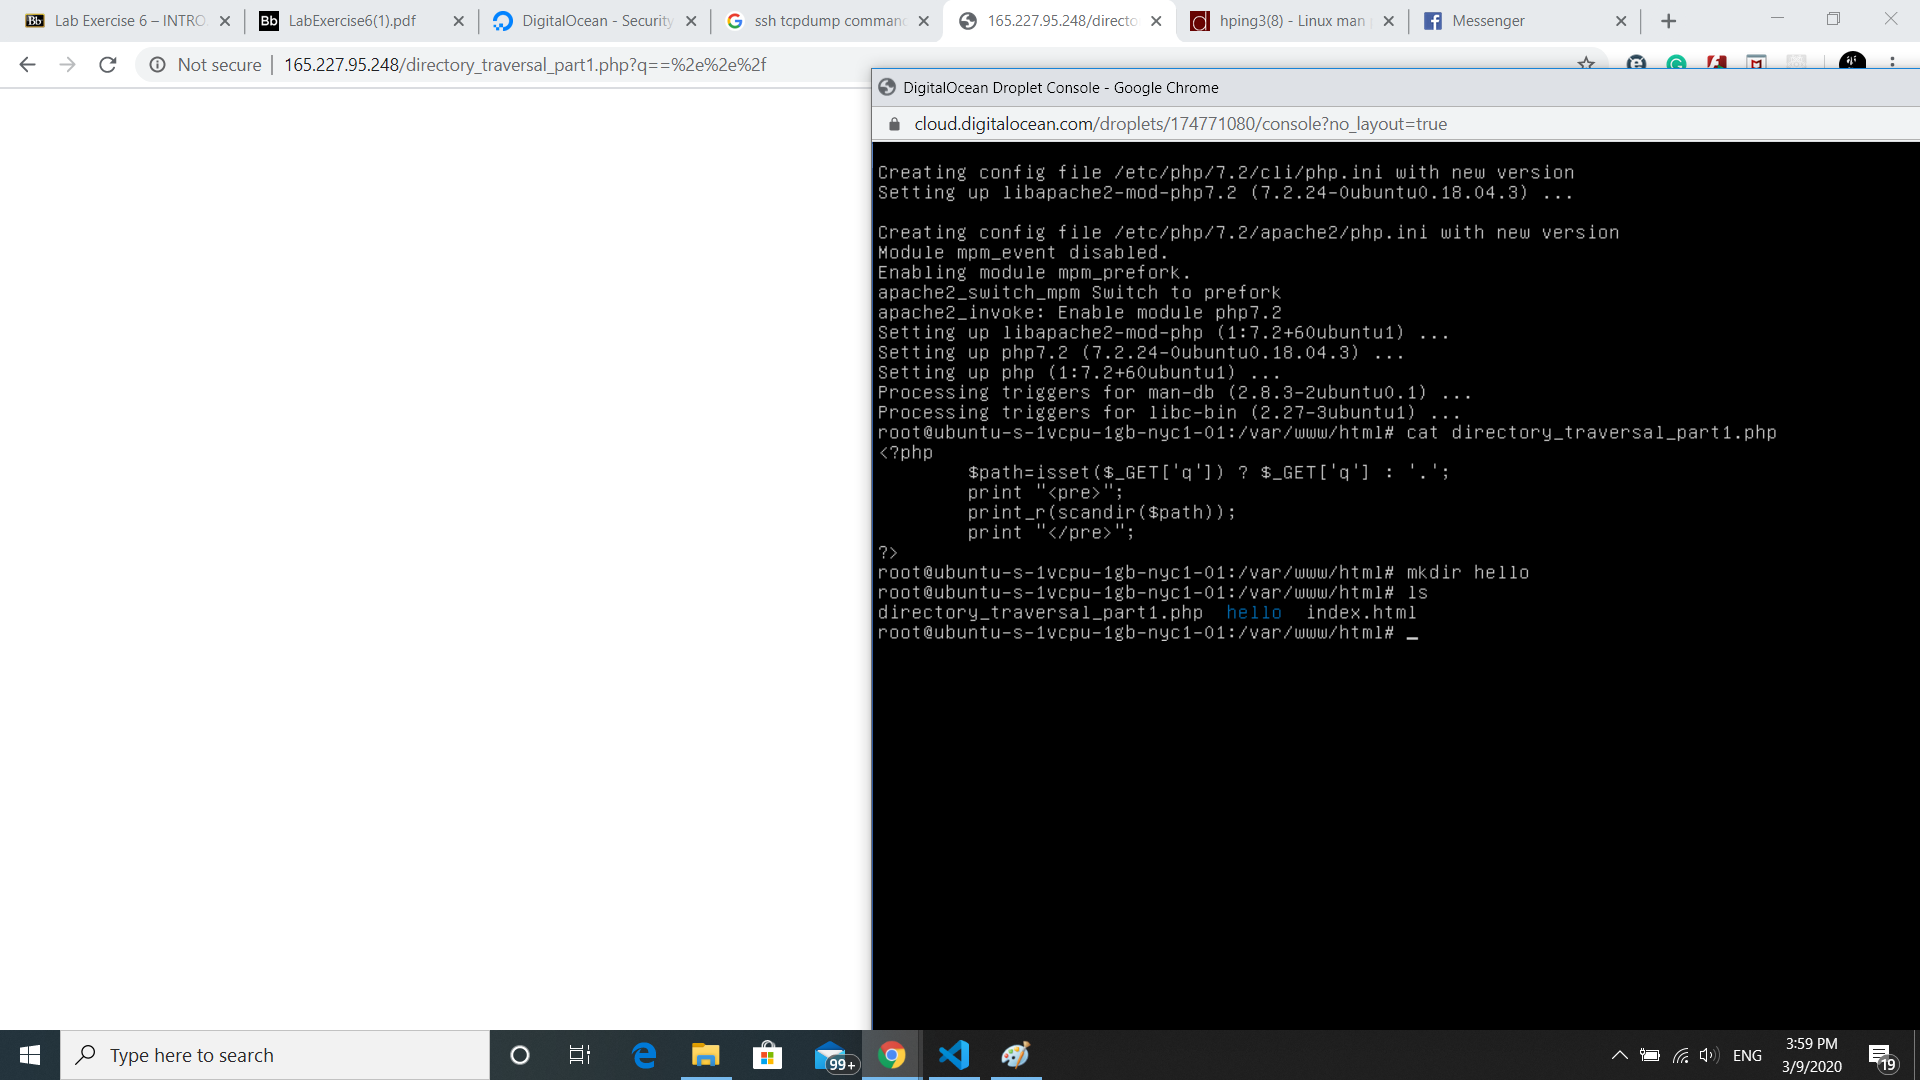 Lab Exercise 6 – INTRO
LabExercise6(1).pdf
DigitalOcean - Security
ssh tcpdump comman
165.227.95.248/directo
hping3(8) - Linux man
Messenger
Not secure
165.227.95.248/directory_traversal_part1.php?q==%2e%2e%2f
DigitalOcean Droplet Console - Google Chrome
cloud.digitalocean.com/droplets/174771080/console?no_layout=true
Creating config file /etc/php/7.2/cli/php.ini with new version
Setting up libapache2-mod-php7.2 (7.2.24-0ubuntu0.18.04.3) ...
Creating config file /etc/php/7.2/apache2/php.ini with new version
Module mpm_event disabled.
Enabling module mpm_prefork.
apache2_switch_mpm Switch to prefork
apache2_invoke: Enable module php7.2
Setting up libapache2-mod-php (1:7.2+60ubuntu1) ...
Setting up php7.2 (7.2.24-0ubuntu0.18.04.3) ...
Setting up php (1:7.2+60ubuntu1) ...
Processing triggers for man-db (2.8.3-2ubuntu0.1) ...
Processing triggers for libc-bin (2.27-3ubuntu1) ...
root@ubuntu-s-1vcpu-1gb-nyc1-01:/var/www/html# cat directory_traversal_part1.php
<?php
$path=isset($_GET['q']) ? $_GET['q'] : '.';
print "<pre>";
print_r(scandir($path));
print "</pre>";
?>
root@ubuntu-s-1vcpu-1gb-nyc1-01:/var/www/html# mkdir hello
root@ubuntu-s-1vcpu-1gb-nyc1-01:/var/www/html# ls
directory_traversal_part1.php hello index.html
root@ubuntu-s-1vcpu-1gb-nyc1-01:/var/www/html# _
Type here to search
99+
ENG
3:59 PM
3/9/2020
19